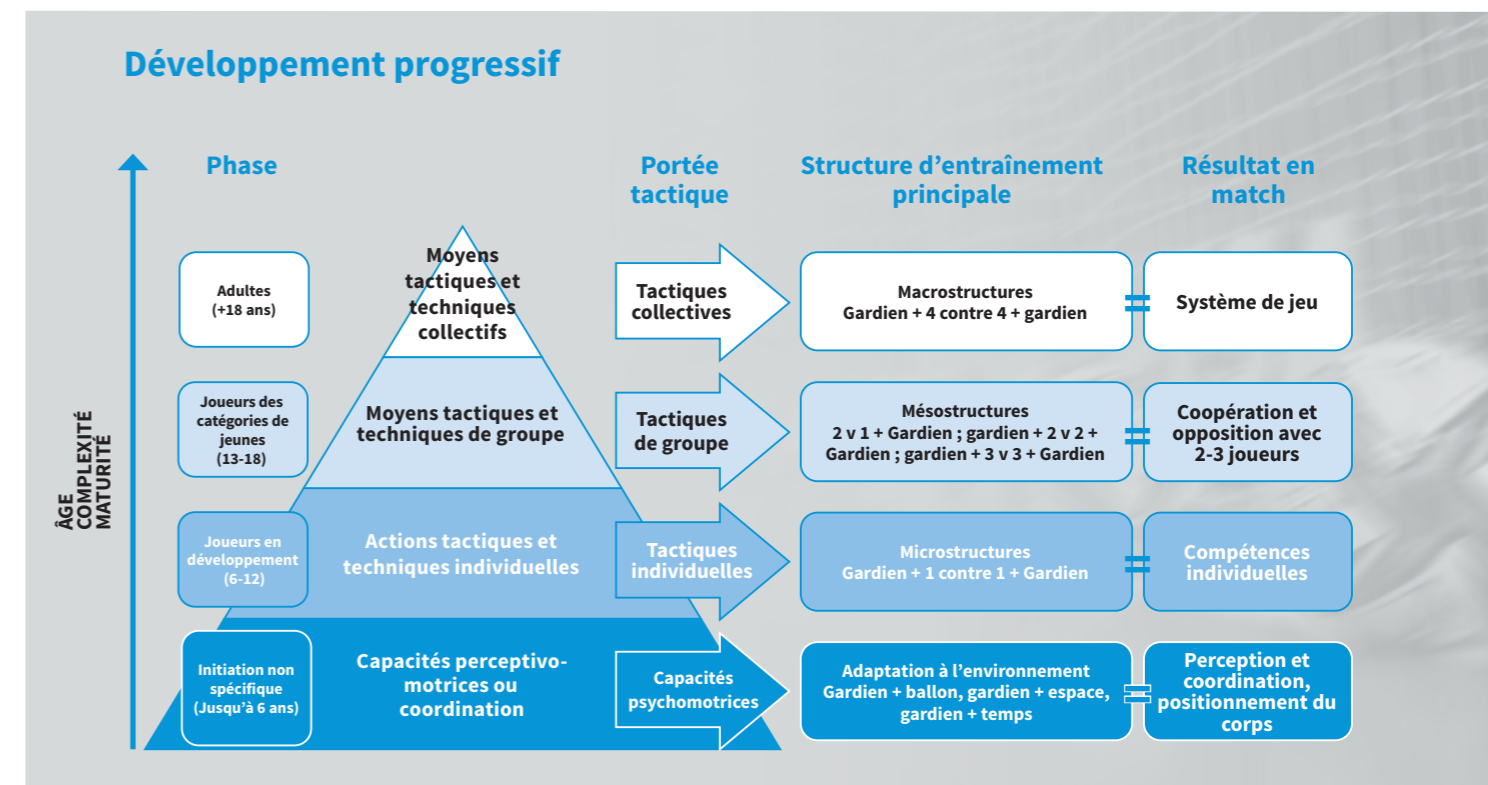 Développement progressif
Phase
Portée
tactique
Structure d'entraînement
principale
Résultat en
match
ÂGE
COMPLEXITÉ
MATURITÉ
Adultes
(+18 ans)
Moyens
tactiques et
techniques
collectifs
Tactiques
collectives
Macrostructures
Gardien + 4 contre 4 + gardien
Système de jeu
Joueurs des
catégories de
jeunes
(13-18)
Moyens tactiques et
techniques de groupe
Tactiques
de groupe
Mésostructures
2 v 1 + Gardien ; gardien + 2 v 2 +
Gardien ; gardien + 3 v 3 + Gardien
Coopération et
opposition avec
2-3 joueurs
Joueurs en
développement
(6-12)
Actions tactiques et
techniques individuelles
Tactiques
individuelles
Microstructures
Gardien + 1 contre 1 + Gardien
Compétences
individuelles
Initiation non
spécifique
(Jusqu'à 6 ans)
Capacités perceptivo-
motrices ou
coordination
Capacités
psychomotrices
Adaptation à l'environnement
Gardien + ballon, gardien + espace,
gardien + temps
Perception et
coordination,
positionnement du
corps